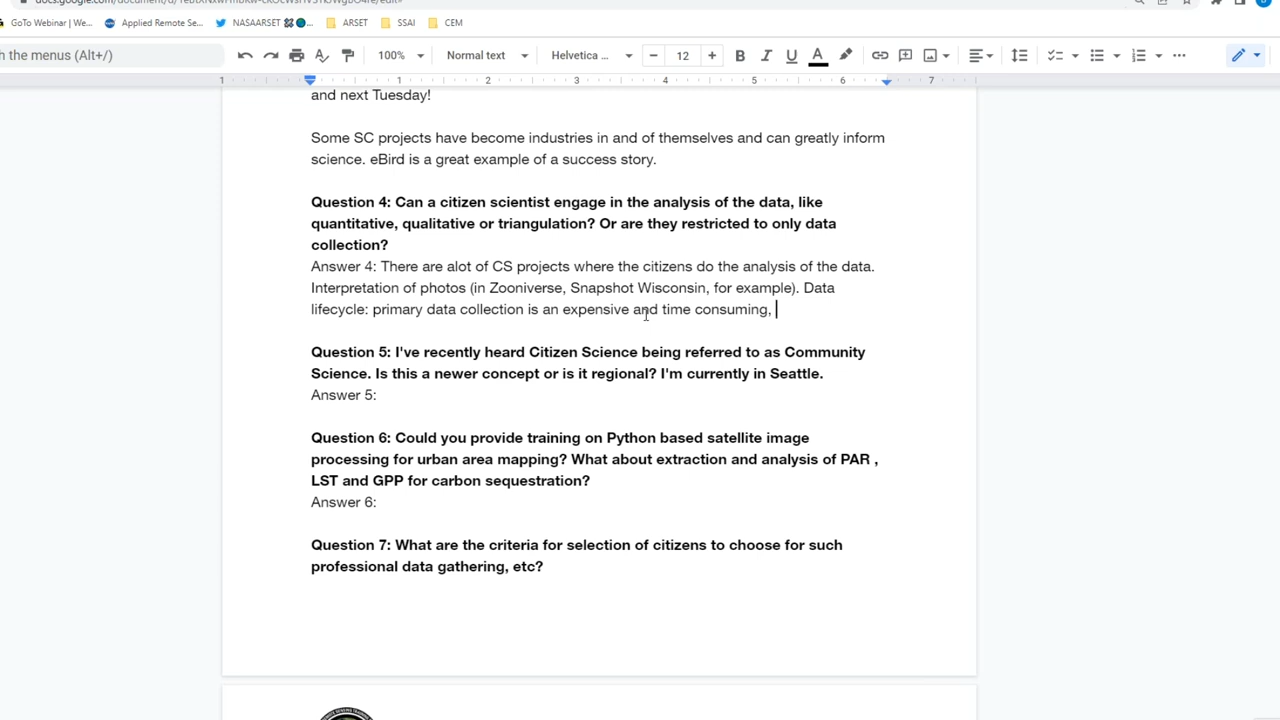 GoTo Webinar | We...
Applied Remote Se...
NASAARSET
ARSET
SSAI
CEM
h the menus (Alt+/)
100%
Normal text
Helvetica ...
12
1 1 2 3 4 5 6 7
and next Tuesday!
Some SC projects have become industries in and of themselves and can greatly inform
science. eBird is a great example of a success story.
Question 4: Can a citizen scientist engage in the analysis of the data, like
quantitative, qualitative or triangulation? Or are they restricted to only data
collection?
Answer 4: There are alot of CS projects where the citizens do the analysis of the data.
Interpretation of photos (in Zooniverse, Snapshot Wisconsin, for example). Data
lifecycle: primary data collection is an expensive and time consuming,
Question 5: I've recently heard Citizen Science being referred to as Community
Science. Is this a newer concept or is it regional? I'm currently in Seattle.
Answer 5:
Question 6: Could you provide training on Python based satellite image
processing for urban area mapping? What about extraction and analysis of PAR ,
LST and GPP for carbon sequestration?
Answer 6:
Question 7: What are the criteria for selection of citizens to choose for such
professional data gathering, etc?